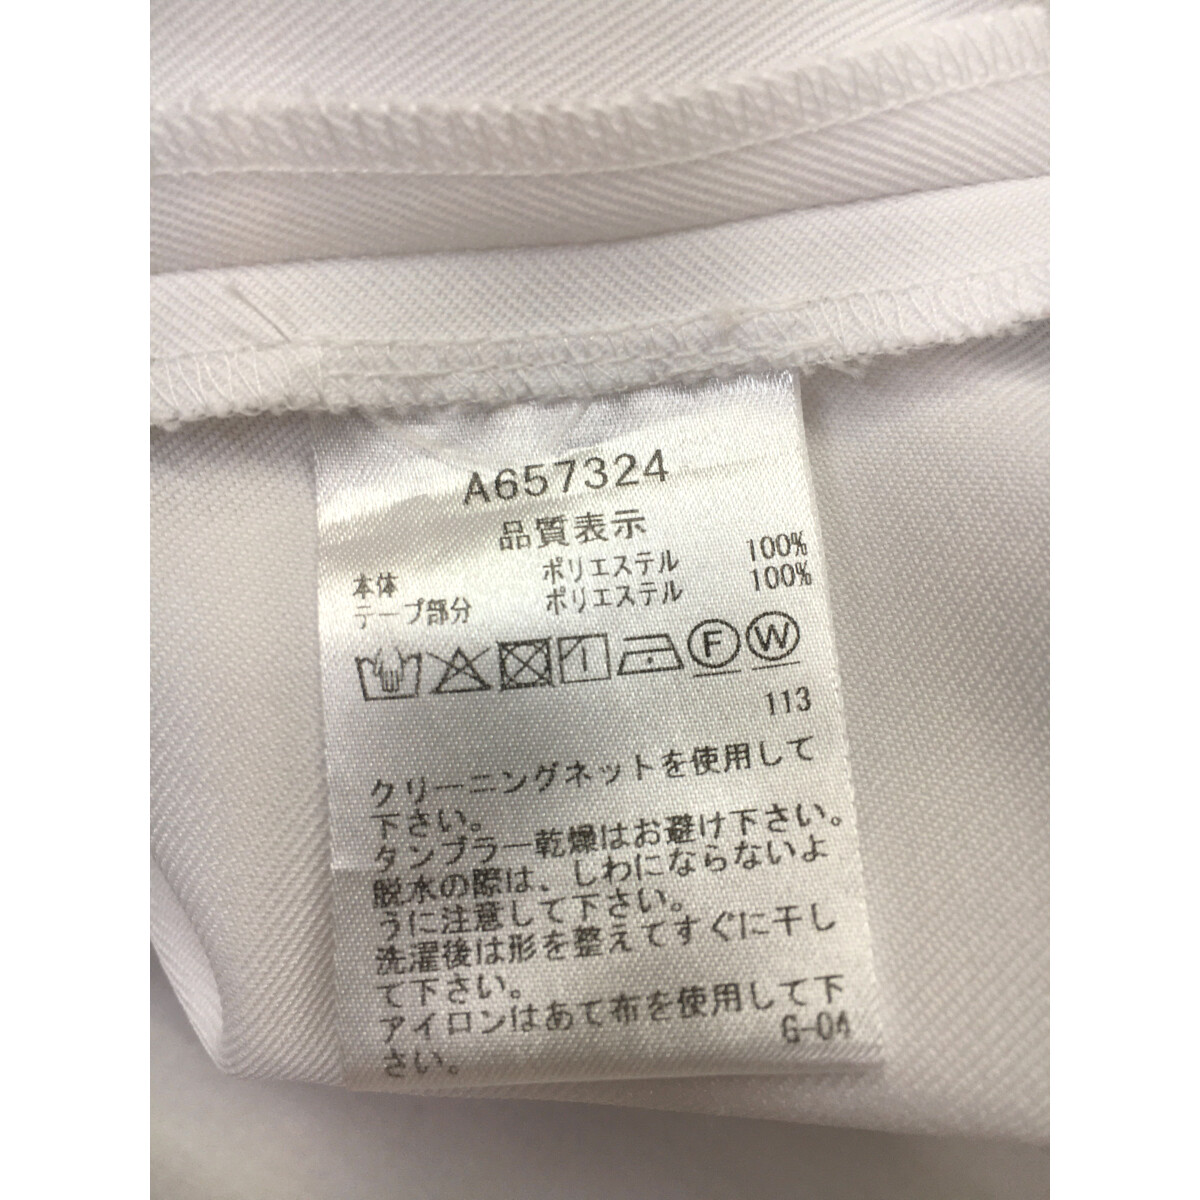 A657324
品質表示
本体 ポリエステル 100%
テープ部分 ポリエステル 100%
F W
113
クリーニングネットを使用して
下さい。
タンブラー乾燥はお避け下さい。
脱水の際は、しわにならないよ
うに注意して下さい。
洗濯後は形を整えてすぐに干し
て下さい。
アイロンはあて布を使用して下
さい。 G-04